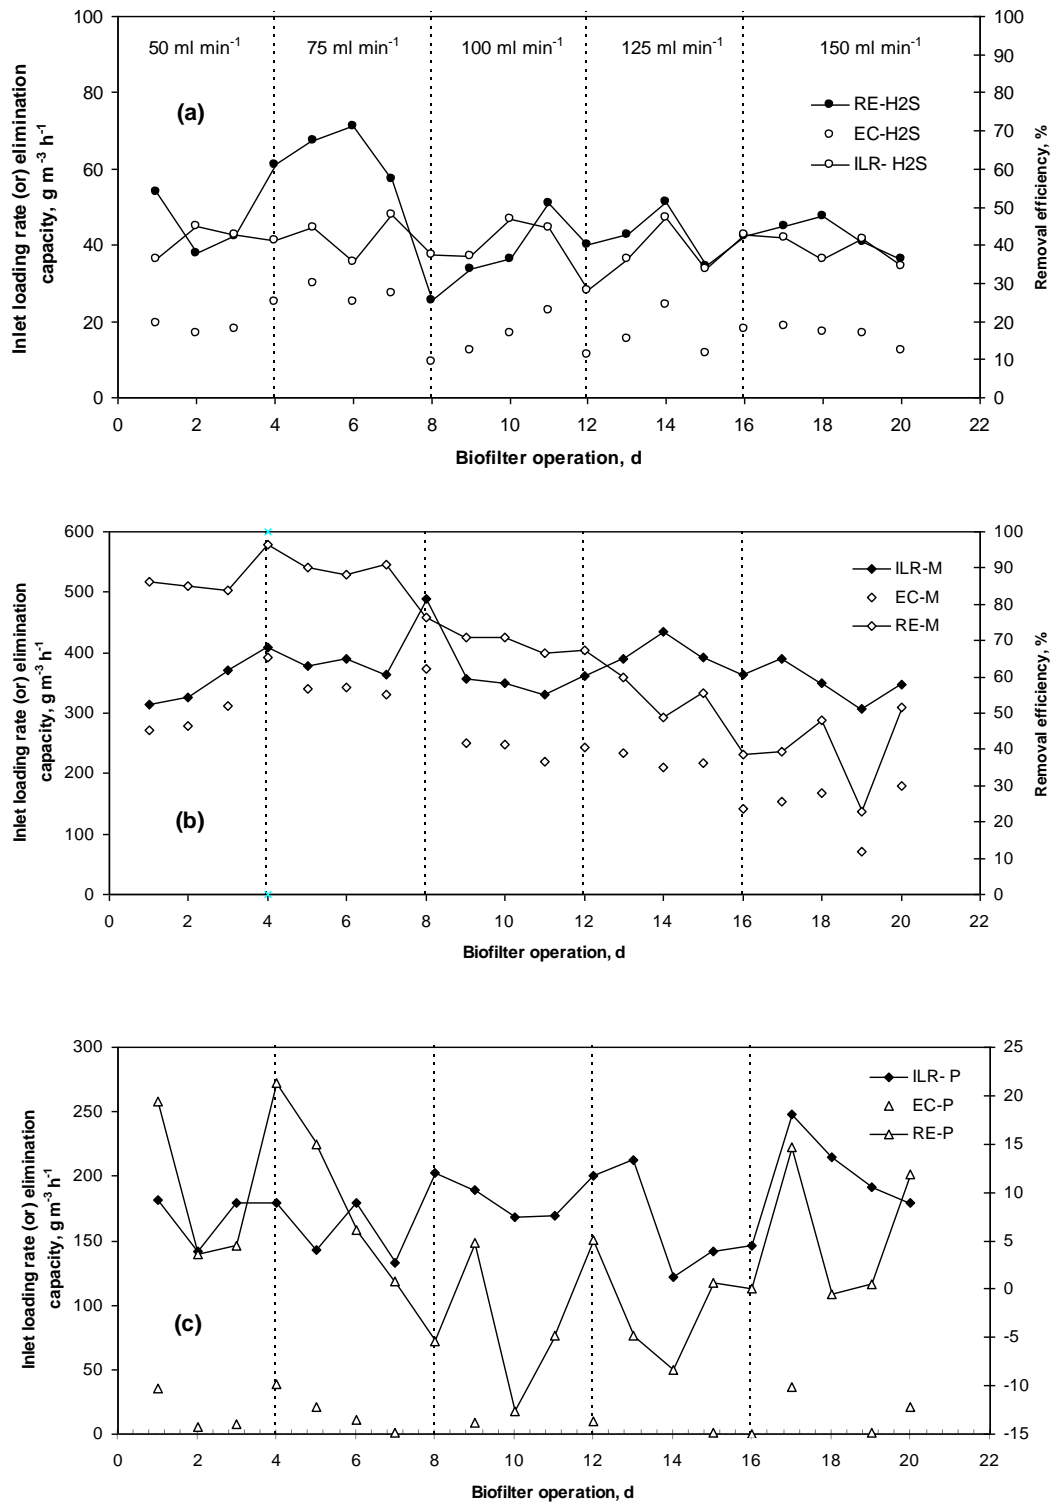 50 ml min-1 75 ml min-1 100 ml min-1 125 ml min-1 150 ml min-1
(a)
RE-H2S
EC-H2S
ILR- H2S
Inlet loading rate (or) elimination
capacity, g m-3 h-1
100
80
60
40
20
0
100
90
80
70
60
50
40
30
20
10
0
Removal efficiency, %
0 2 4 6 8 10 12 14 16 18 20 22
Biofilter operation, d
(b)
ILR-M
EC-M
RE-M
Inlet loading rate (or) elimination
capacity, g m-3 h-1
600
500
400
300
200
100
0
100
90
80
70
60
50
40
30
20
10
0
Removal efficiency, %
0 2 4 6 8 10 12 14 16 18 20 22
Biofilter operation, d
(c)
ILR- P
EC-P
RE-P
Inlet loading rate (or) elimination
capacity, g m-3 h-1
300
250
200
150
100
50
0
25
20
15
10
5
0
-5
-10
-15
0 2 4 6 8 10 12 14 16 18 20 22
Biofilter operation, d